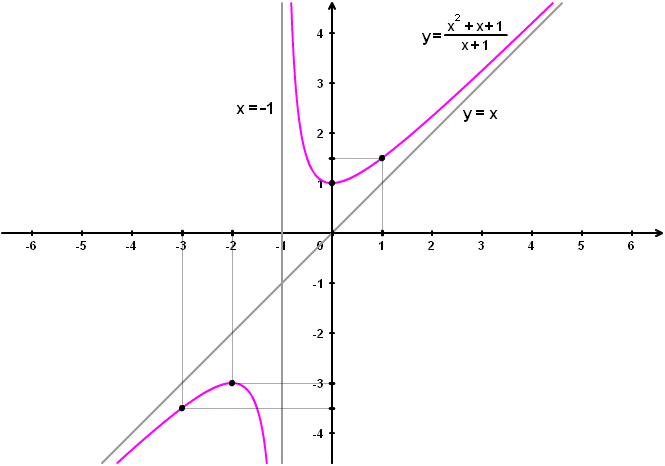 4
y = x² + x + 1 / x + 1
3
x = -1
y = x
2
1
-6 -5 -4 -3 -2 -1 0 1 2 3 4 5 6
-1
-2
-3
-4